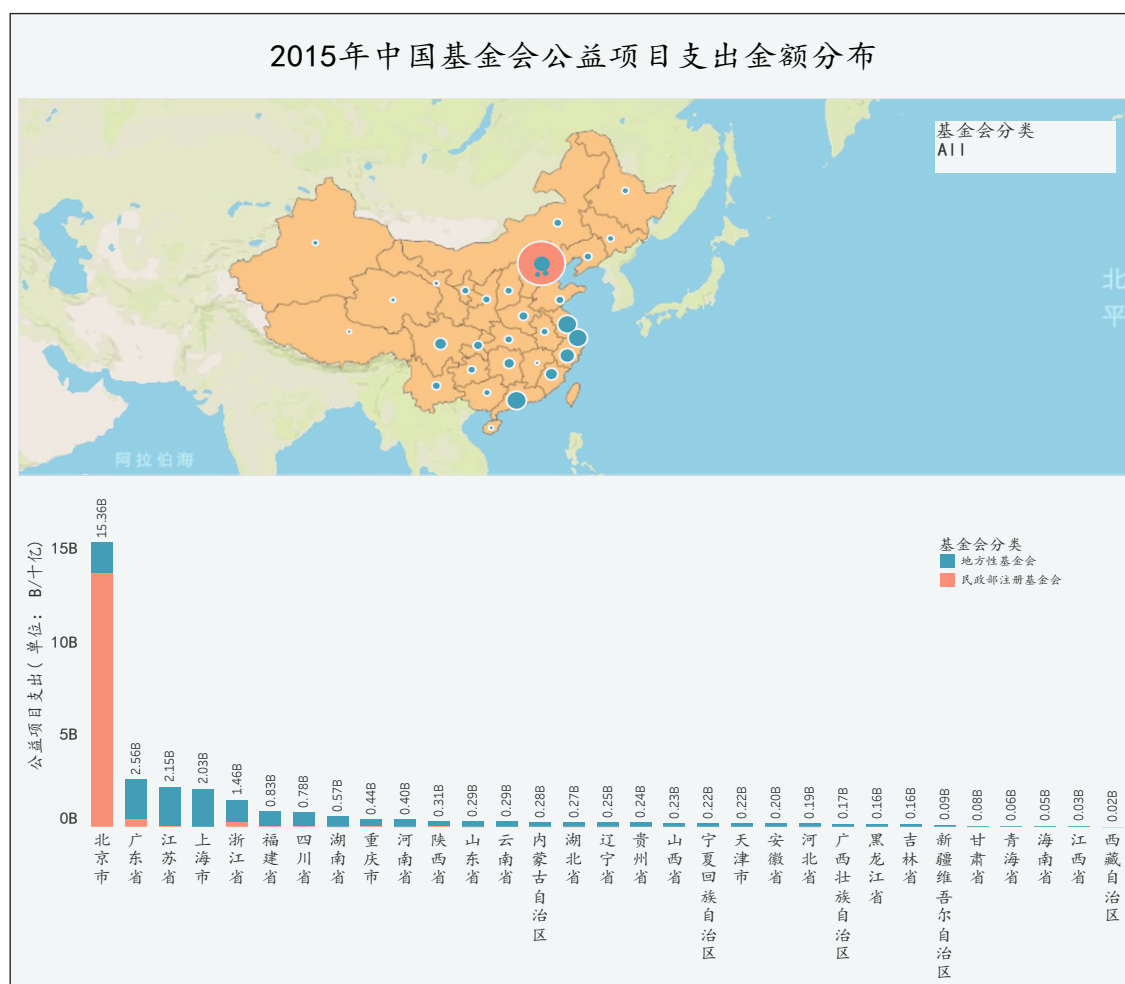 2015年中国基金会公益项目支出金额分布
基金会分类
All
北
平
阿拉伯海
基金会分类
地方性基金会
民政部注册基金会
公益项目支出(单位: B/十亿)
15B
10B
5B
0B
15.36B
2.56B
2.15B
2.03B
1.46B
0.83B
0.78B
0.57B
0.44B
0.40B
0.31B
0.29B
0.29B
0.28B
0.27B
0.25B
0.24B
0.23B
0.22B
0.22B
0.20B
0.19B
0.17B
0.16B
0.16B
0.09B
0.08B
0.06B
0.05B
0.03B
0.02B
北京市
广东省
江苏省
上海市
浙江省
福建省
四川省
湖南省
重庆市
河南省
陕西省
山东省
云南省
内蒙古自治区
湖北省
辽宁省
贵州省
山西省
宁夏回族自治区
天津市
安徽省
河北省
广西壮族自治区
黑龙江省
吉林省
新疆维吾尔自治区
甘肃省
青海省
海南省
江西省
西藏自治区